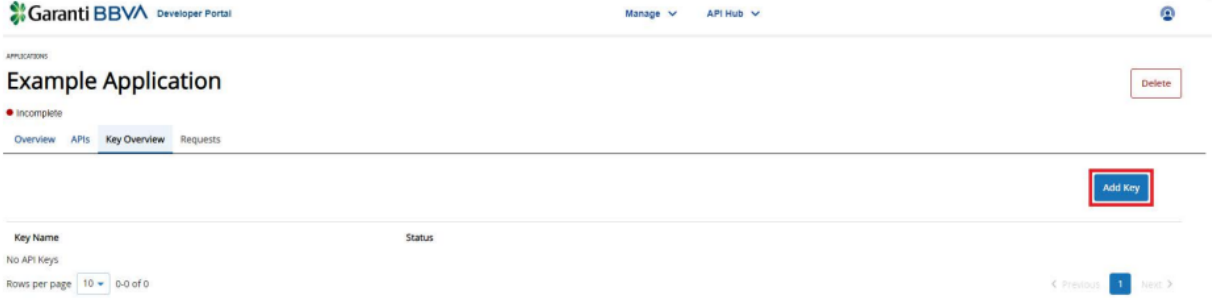 Garanti BBVA Developer Portal Manage API Hub
APPLICATIONS
Example Application
Delete
Incomplete
Overview APIs Key Overview Requests
Add Key
Key Name Status
No API Keys
Rows per page 10 0-0 of 0 < Previous 1 Next >